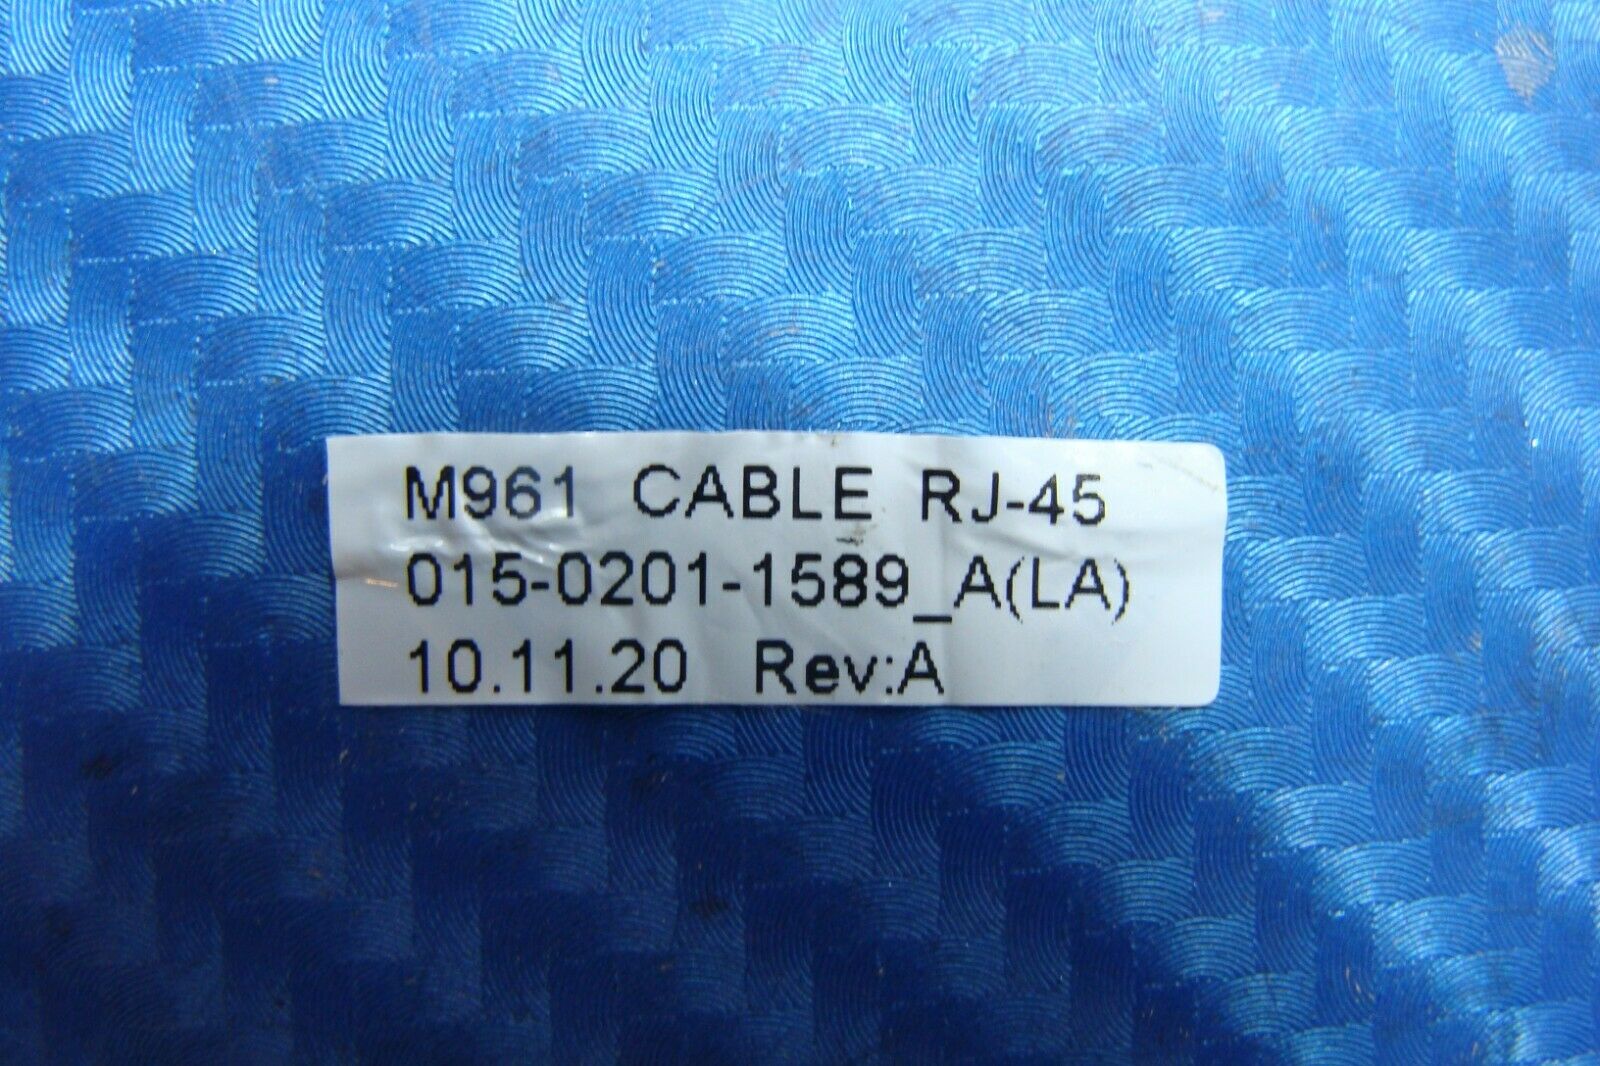 M961 CABLE RJ-45
015-0201-1589_A(LA)
10.11.20 Rev:A